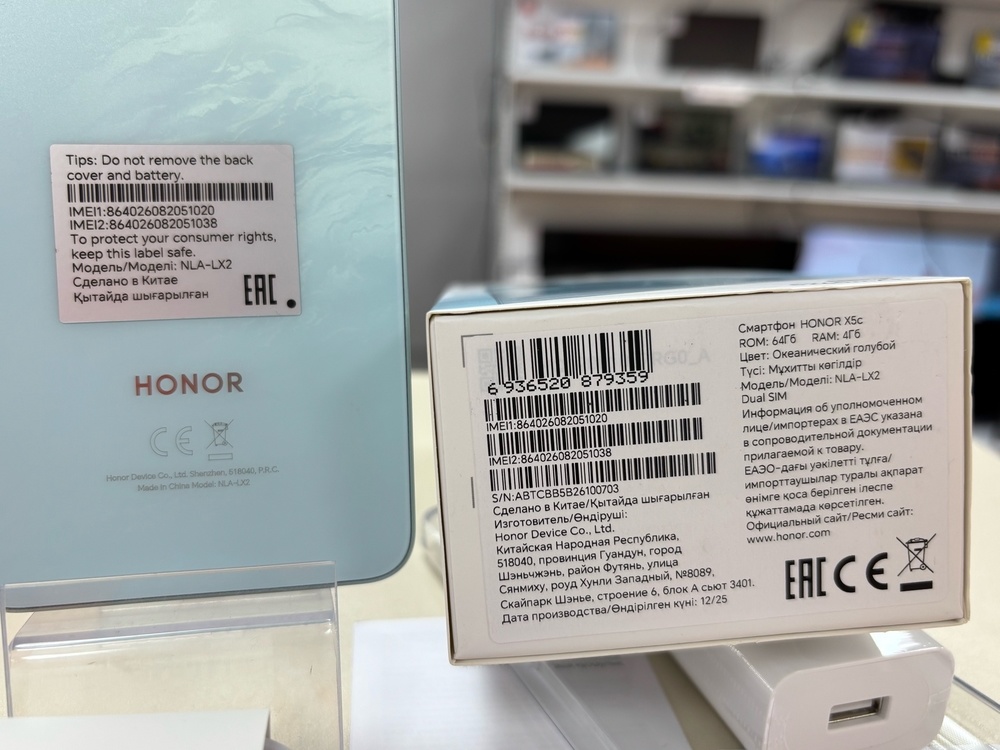 Tips: Do not remove the back
cover and battery.
IMEI1:864026082051020
IMEI2:864026082051038
To protect your consumer rights,
keep this label safe.
Модель/Моделі: NLA-LX2
Сделано в Китае
Қытайда шығарылған
EAC
HONOR
CE
Honor Device Co., Ltd. Shenzhen, 518040, P.R.C.
Made in China Model: NLA-LX2
6 936520 879359
IMEI1:864026082051020
IMEI2:864026082051038
S/N:ABTCBB5B26100703
Сделано в Китае/Қытайда шығарылған
Изготовитель/Өндіруші:
Honor Device Co., Ltd.
Китайская Народная Республика,
518040, провинция Гуандун, город
Шэньчжэнь, район Футянь, улица
Сянмиху, роуд Хунли Западный, №8089,
Скайпарк Шэнье, строение 6, блок А сьют 3401.
Дата производства/Өндірілген күні: 12/25
Смартфон HONOR X5c
ROM: 64Гб RAM: 4Гб
Цвет: Океанический голубой
Түсі: Мұхитты көгілдір
Модель/Моделі: NLA-LX2
Dual SIM
Информация об уполномоченном
лице/импортерах в ЕАЭС указана
в сопроводительной документации
прилагаемой к товару.
ЕАЭО-дағы уәкілетті тұлға/
импорттаушылар туралы ақпарат
өнімге қоса берілген ілеспе
құжаттамада көрсетілген.
Официальный сайт/Ресми сайт:
www.honor.com
EAC CE